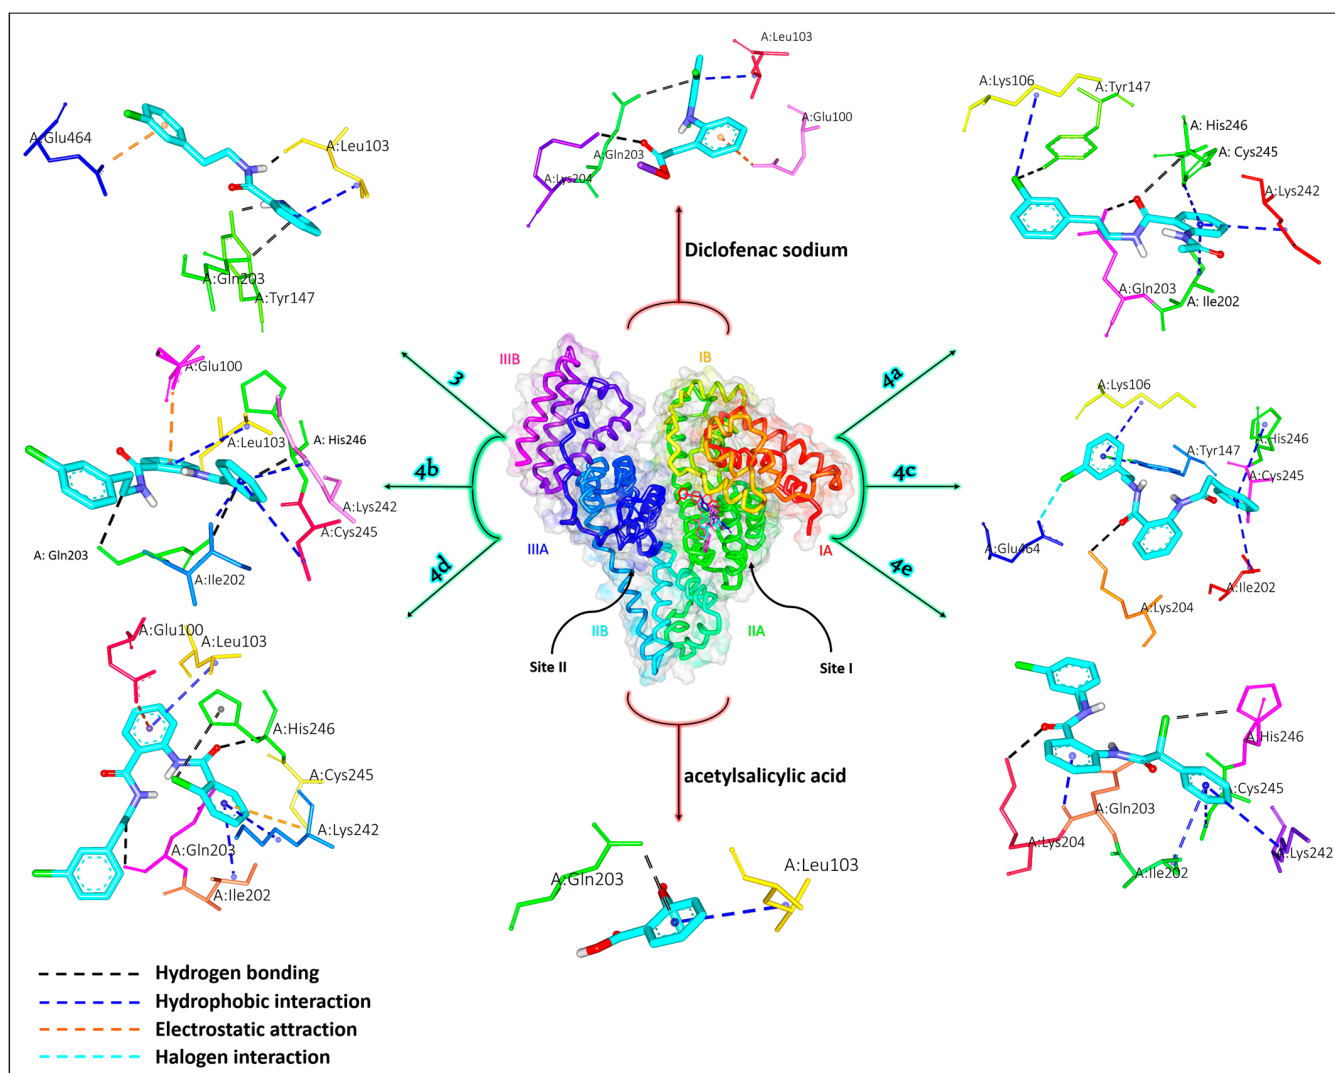 A:Glu464
A:Leu103
A:Gln203
A:Tyr147
A:Leu103
A:Glu100
A:Gln203
A:Lys204
Diclofenac sodium
A:Lys106
A:Tyr147
A: His246
A: Cys245
A:Lys242
A:Gln203
A: Ile202
3
4b
4d
4a
4c
4e
IIIB
IB
IIIA
IA
IIB
IIA
Site II
Site I
A:Glu100
A:Leu103
A: His246
A:Lys242
A:Cys245
A: Gln203
A:Ile202
A:Lys106
A:Tyr147
A:His246
A:Cys245
A:Glu464
A:Ile202
A:Lys204
A:Glu100
A:Leu103
A:His246
A:Cys245
A:Lys242
A:Gln203
A:Ile202
acetylsalicylic acid
A:Gln203
A:Leu103
A:His246
A:Gln203
A:Cys245
A:Lys204
A:Ile202
A:Lys242
Hydrogen bonding
Hydrophobic interaction
Electrostatic attraction
Halogen interaction